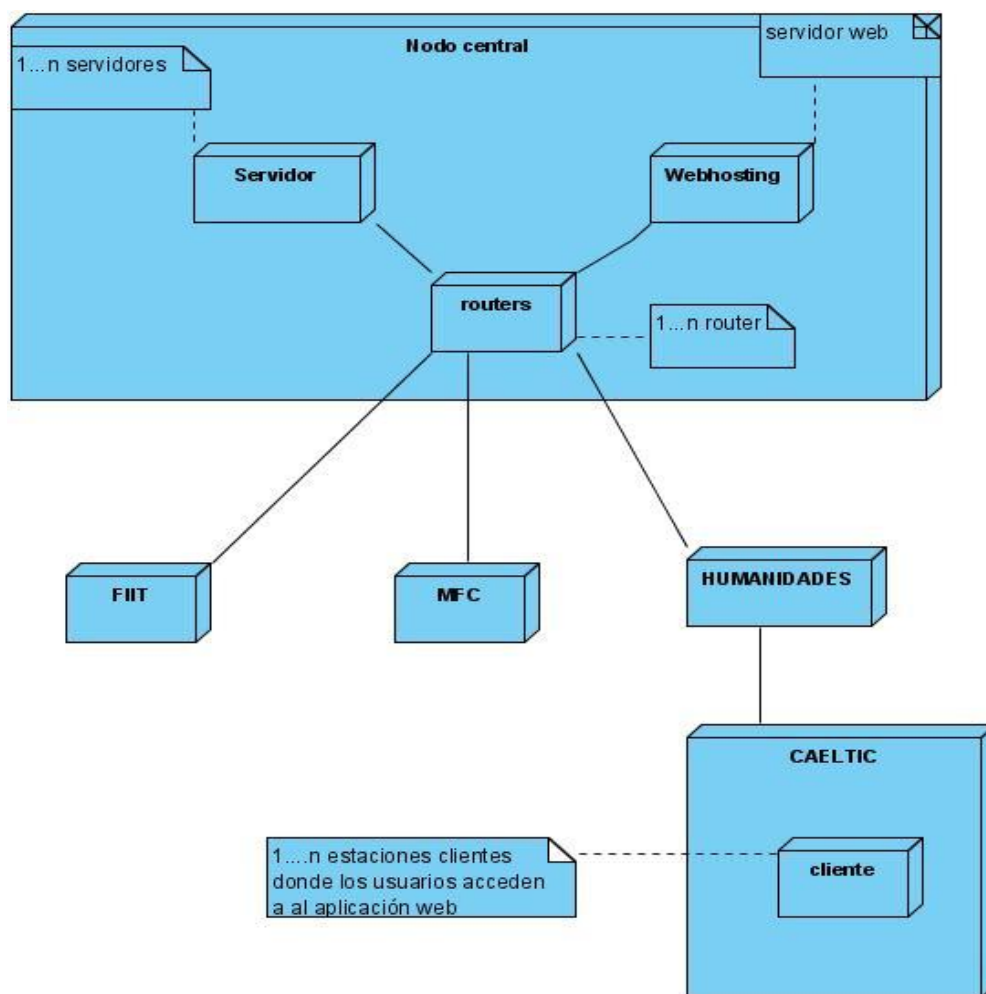 Nodo central
servidor web
1...n servidores
Servidor
Webhosting
routers
1...n router
FIIT
MFC
HUMANIDADES
CAELTIC
1....n estaciones clientes
donde los usuarios acceden
a al aplicación web
cliente